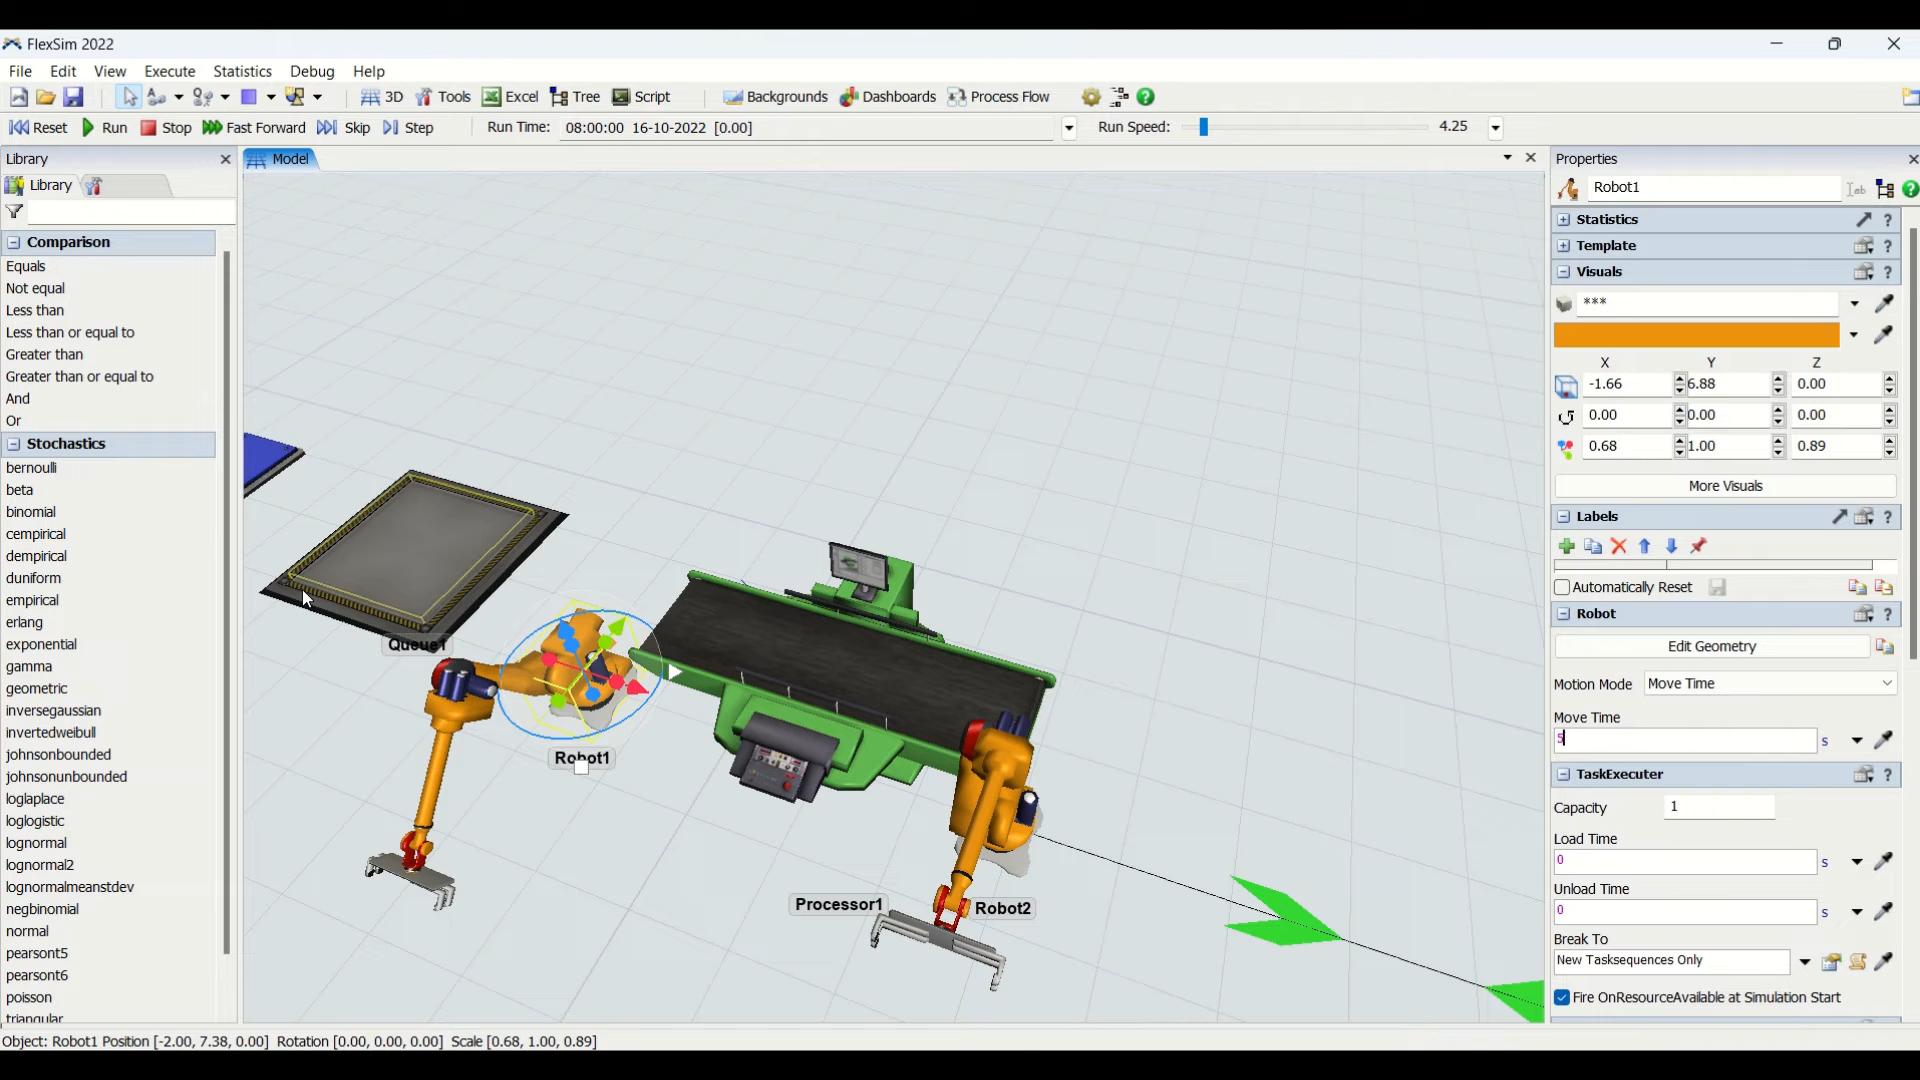 FlexSim 2022
File Edit View Execute Statistics Debug Help
3D Tools Excel Tree Script Backgrounds Dashboards Process Flow
Reset Run Stop Fast Forward Skip Step Run Time: 08:00:00 16-10-2022 [0.00] Run Speed: 4.25
Library
Library
Comparison
Equals
Not equal
Less than
Less than or equal to
Greater than
Greater than or equal to
And
Or
Stochastics
bernoulli
beta
binomial
cempirical
dempirical
duniform
empirical
erlang
exponential
gamma
geometric
inversegaussian
invertedweibull
johnsonbounded
johnsonunbounded
loglaplace
loglogistic
lognormal
lognormal2
lognormalmeanstdev
negbinomial
normal
pearsont5
pearsont6
poisson
triangular
Model
Queue1
Robot1
Processor1
Robot2
Properties
Robot1
Statistics
Template
Visuals
***
X Y Z
-1.66 6.88 0.00
0.00 0.00 0.00
0.68 1.00 0.89
More Visuals
Labels
Automatically Reset
Robot
Edit Geometry
Motion Mode Move Time
Move Time
5 s
TaskExecuter
Capacity 1
Load Time
0 s
Unload Time
0 s
Break To
New Tasksequences Only
Fire OnResourceAvailable at Simulation Start
Object: Robot1 Position [-2.00, 7.38, 0.00] Rotation [0.00, 0.00, 0.00] Scale [0.68, 1.00, 0.89]